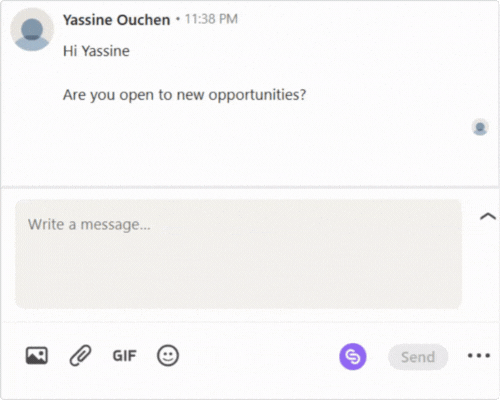 Yassine Ouchen • 11:38 PM
Hi Yassine
Are you open to new opportunities?
Write a message...
GIF
Send